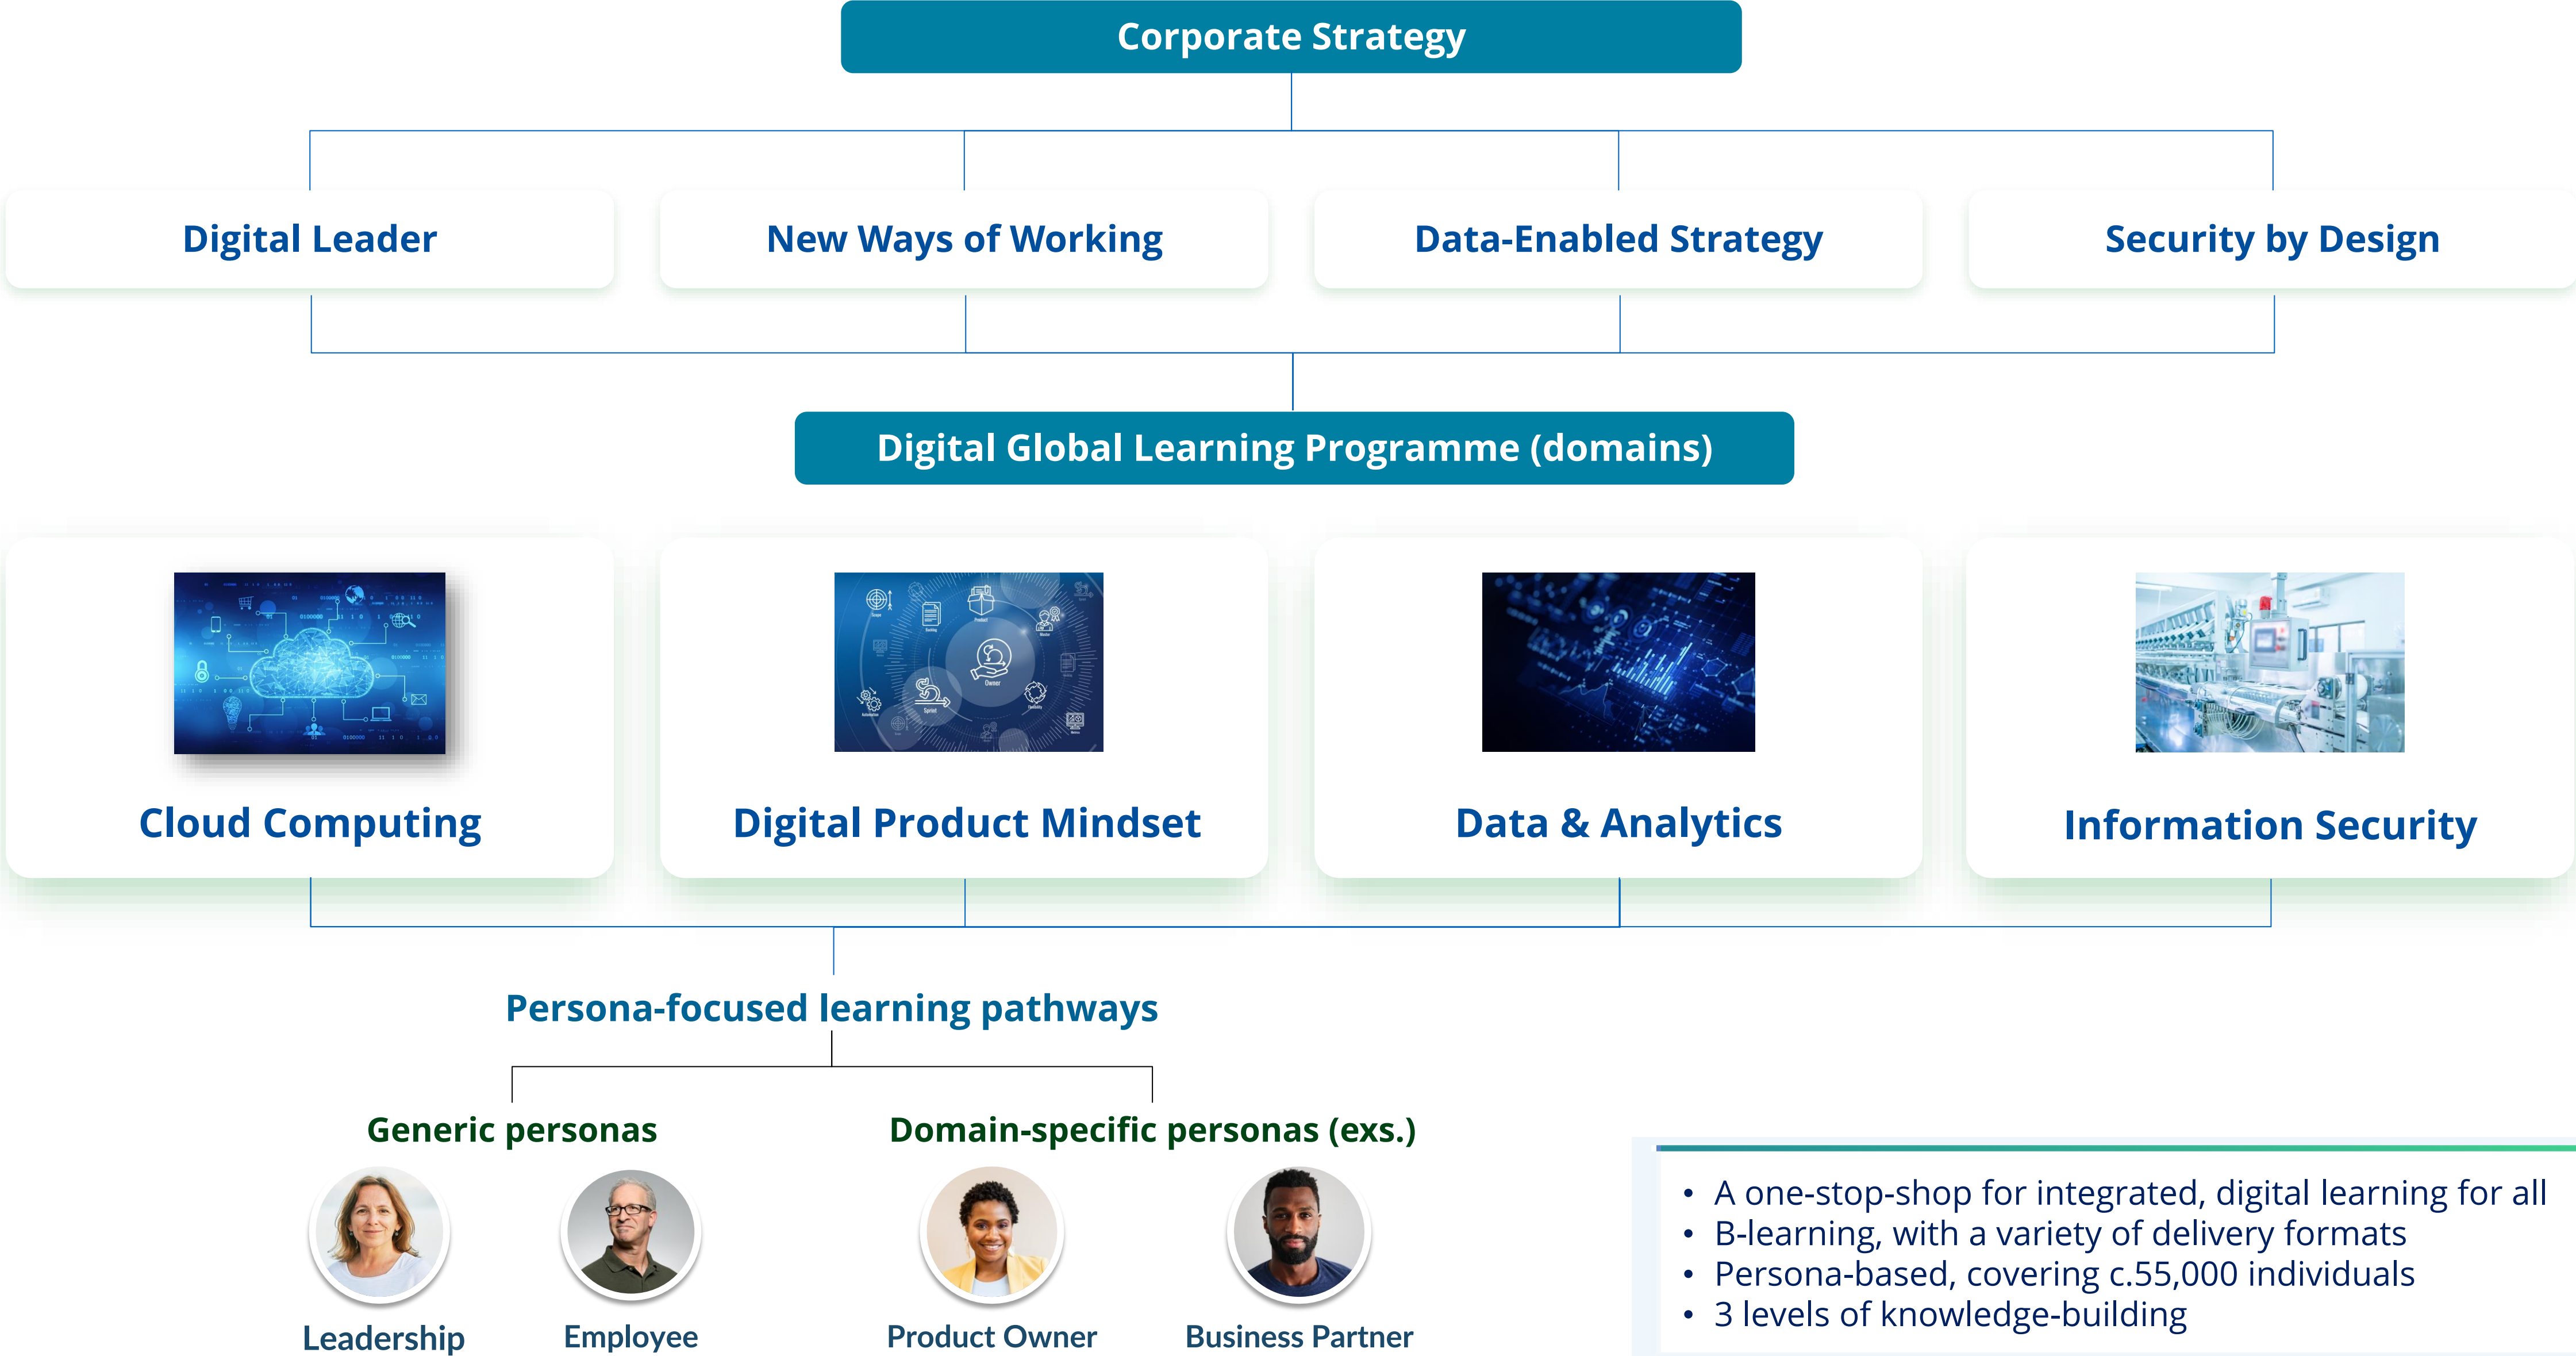 Corporate Strategy
Digital Leader
New Ways of Working
Data-Enabled Strategy
Security by Design
Digital Global Learning Programme (domains)
Product
Owner
Sprint
Cloud Computing
Digital Product Mindset
Data & Analytics
Information Security
Persona-focused learning pathways
Generic personas
Domain-specific personas (exs.)
Leadership
Employee
Product Owner
Business Partner
• A one-stop-shop for integrated, digital learning for all
• B-learning, with a variety of delivery formats
• Persona-based, covering c.55,000 individuals
• 3 levels of knowledge-building